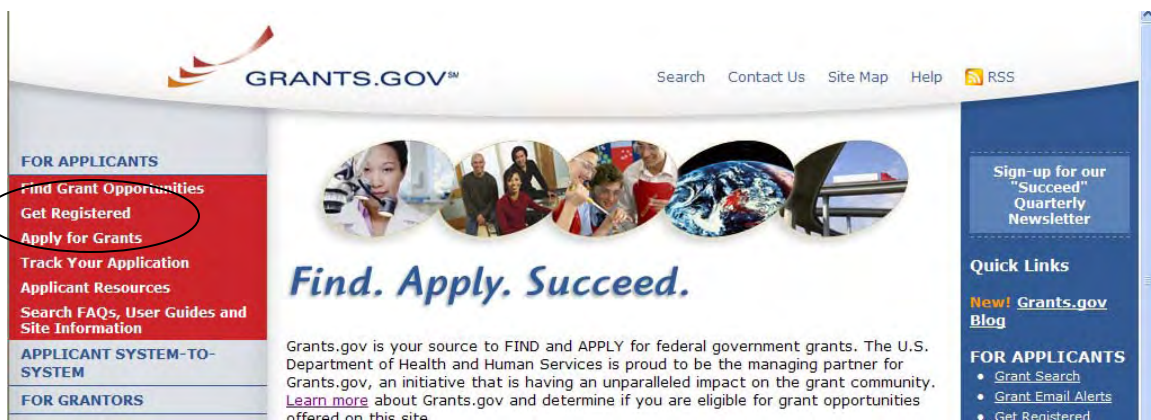 GRANTS.GOV℠
Search Contact Us Site Map Help RSS
FOR APPLICANTS
Find Grant Opportunities
Get Registered
Apply for Grants
Track Your Application
Applicant Resources
Search FAQs, User Guides and
Site Information
APPLICANT SYSTEM-TO-
SYSTEM
FOR GRANTORS
Find. Apply. Succeed.
Grants.gov is your source to FIND and APPLY for federal government grants. The U.S.
Department of Health and Human Services is proud to be the managing partner for
Grants.gov, an initiative that is having an unparalleled impact on the grant community.
Learn more about Grants.gov and determine if you are eligible for grant opportunities
offered on this site.
Sign-up for our
"Succeed"
Quarterly
Newsletter
Quick Links
New! Grants.gov
Blog
FOR APPLICANTS
• Grant Search
• Grant Email Alerts
• Get Registered